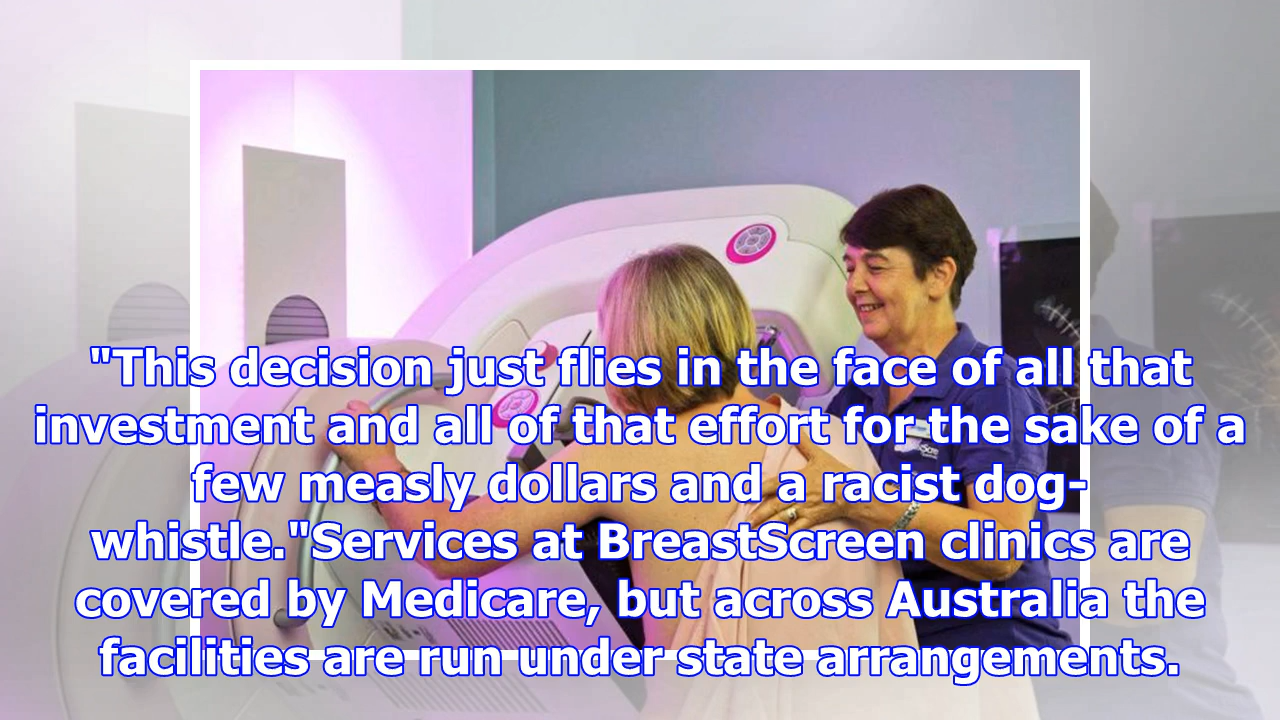 "This decision just flies in the face of all that
investment and all of that effort for the sake of a
few measly dollars and a racist dog-
whistle."Services at BreastScreen clinics are
covered by Medicare, but across Australia the
facilities are run under state arrangements.